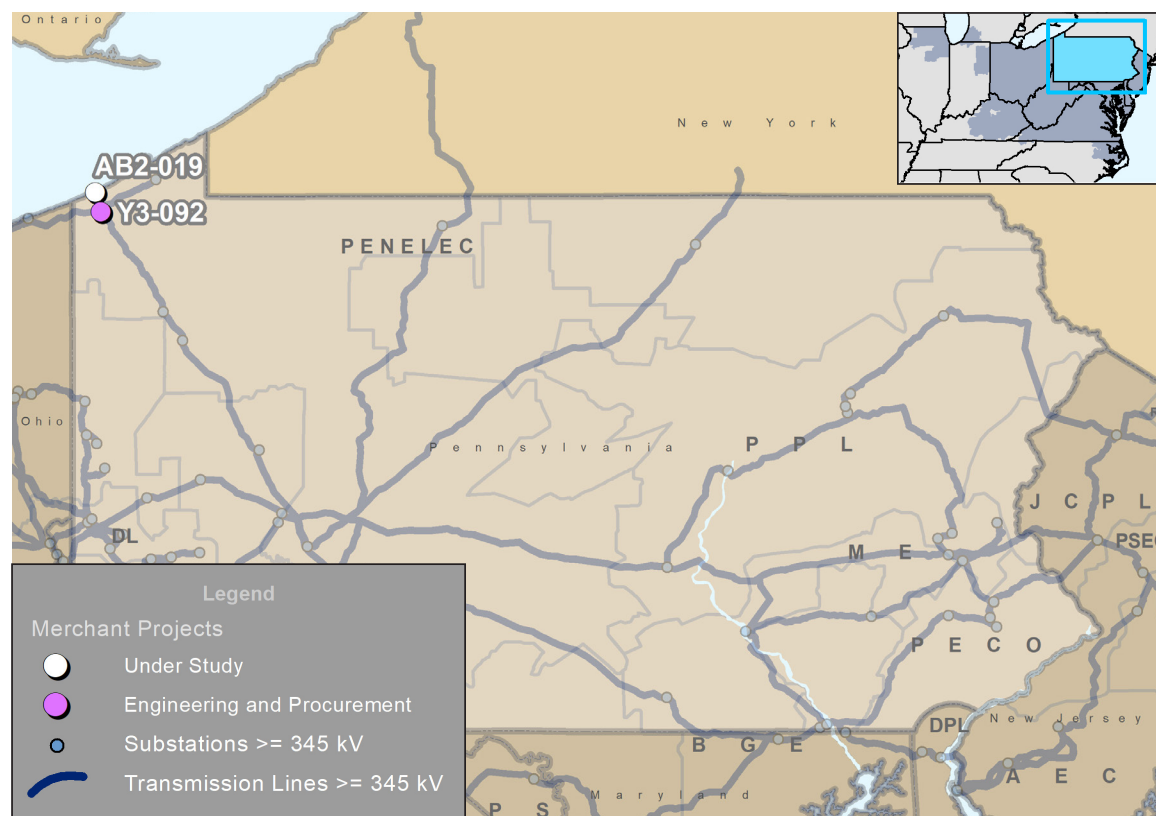 Ontario
New York
AB2-019
Y3-092
PENELEC
Ohio
Pennsylvania
PPL
JCPL
DL
ME
PECO
DPL
New Jersey
BGE
AEC
Maryland
PS
Legend
Merchant Projects
Under Study
Engineering and Procurement
Substations >= 345 kV
Transmission Lines >= 345 kV